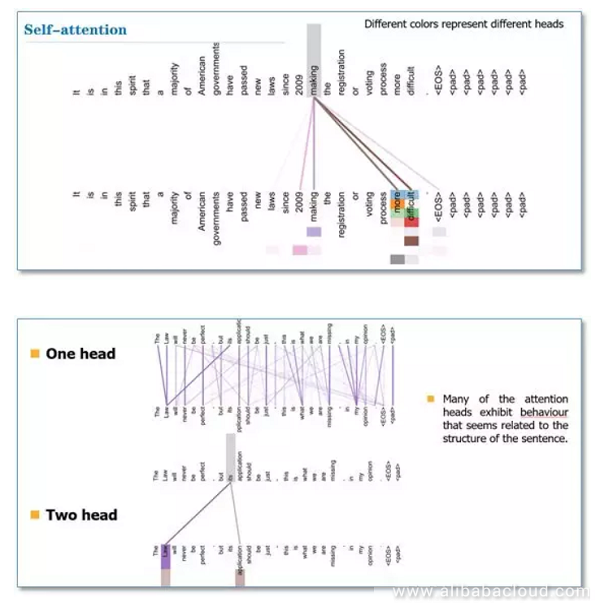 Self-attention
Different colors represent different heads
It is in this spirit that a majority of American governments have passed new laws since 2009 making the registration or voting process more difficult . <EOS> <pad> <pad> <pad> <pad> <pad> <pad>
It is in this spirit that a majority of American governments have passed new laws since 2009 making the registration or voting process more difficult . <EOS> <pad> <pad> <pad> <pad> <pad> <pad>
One head
The Law will never be perfect , but its applicatic should be just , this is what we are missing , in my opinion . <EOS> <pad>
The Law will never be perfect , but its pplication should be just , this is what we are missing , in my opinion . <EOS> <pad>
Many of the attention
heads exhibit behaviour
that seems related to the
structure of the sentence.
Two head
The Law will never be perfect , but its application should be just , this is what we are missing , in my opinion . <EOS> <pad>
The Law will never be perfect , but its application should be just , this is what we are missing , in my opinion . <EOS> <pad>
www.alibabacloud.com